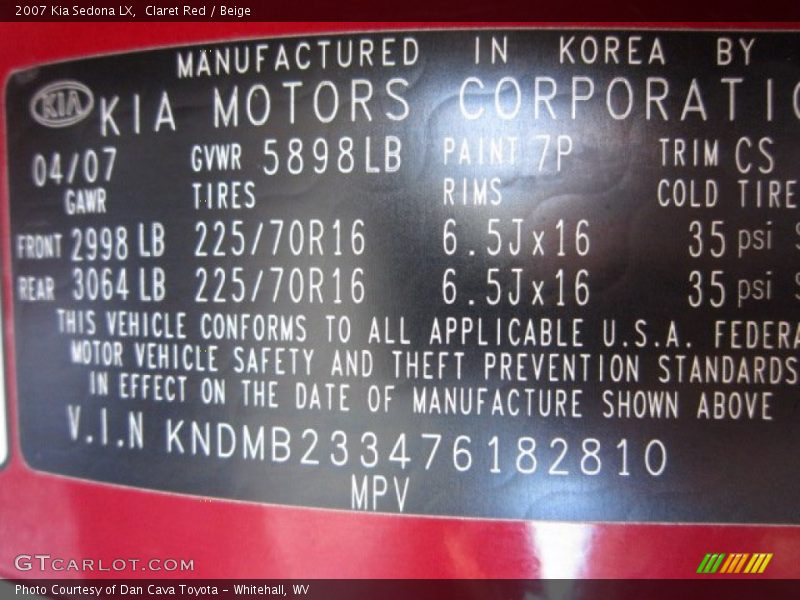 2007 Kia Sedona LX,  Claret Red / Beige
MANUFACTURED IN KOREA BY
KIA KIA MOTORS CORPORATIO
04/07 GVWR 5898LB PAINT 7P TRIM CS
GAWR TIRES RIMS COLD TIRE
FRONT 2998 LB 225/70R16 6.5Jx16 35 psi
REAR 3064 LB 225/70R16 6.5Jx16 35 psi
THIS VEHICLE CONFORMS TO ALL APPLICABLE U.S.A. FEDERA
MOTOR VEHICLE SAFETY AND THEFT PREVENTION STANDARDS
IN EFFECT ON THE DATE OF MANUFACTURE SHOWN ABOVE
V.I.N KNDMB233476182810
MPV
GTCARLOT.COM
Photo Courtesy of Dan Cava Toyota - Whitehall, WV